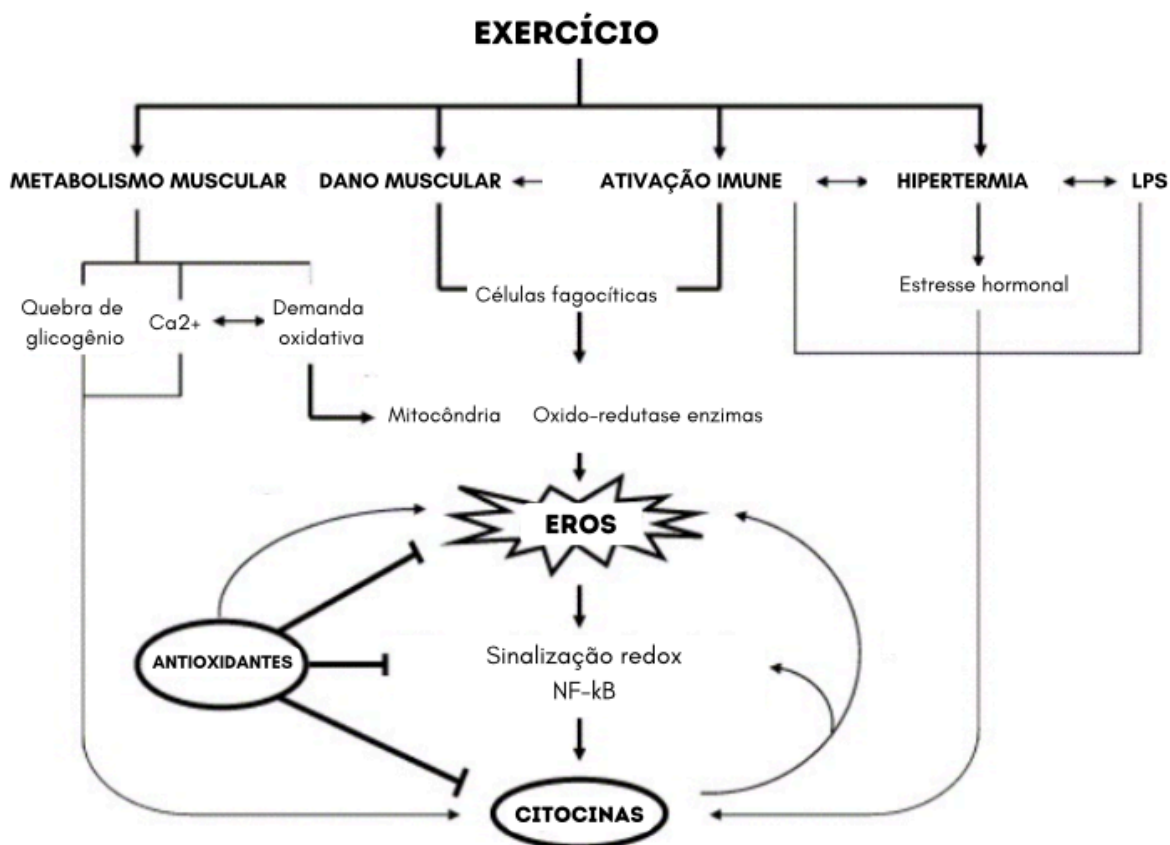 EXERCÍCIO
METABOLISMO MUSCULAR
DANO MUSCULAR
ATIVAÇÃO IMUNE
HIPERTERMIA
LPS
Quebra de
glicogênio
Ca2+
Demanda
oxidativa
Células fagocíticas
Estresse hormonal
Mitocôndria
Oxido-redutase enzimas
EROS
ANTIOXIDANTES
Sinalização redox
NF-kB
CITOCINAS